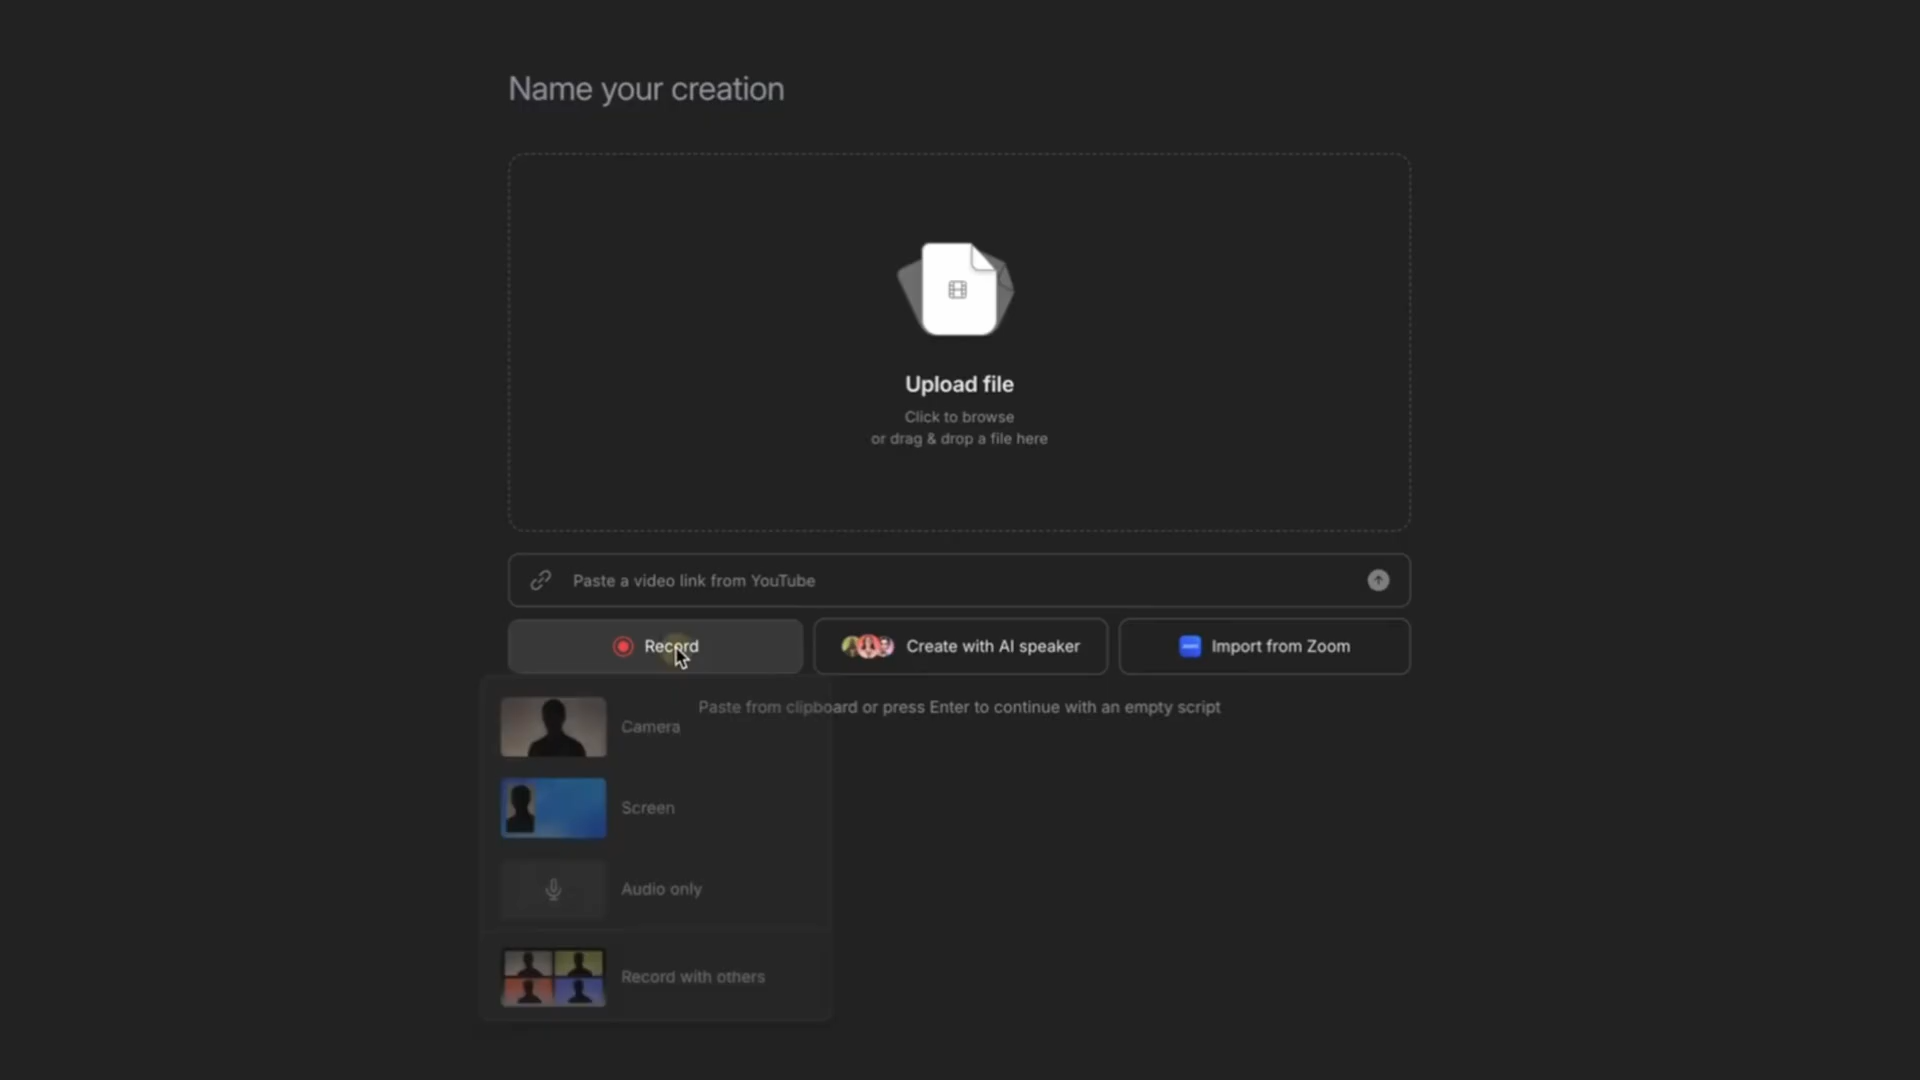 Name your creation
Upload file
Click to browse
or drag & drop a file here
Paste a video link from YouTube
Record
Create with AI speaker
Import from Zoom
Paste from clipboard or press Enter to continue with an empty script
Camera
Screen
Audio only
Record with others